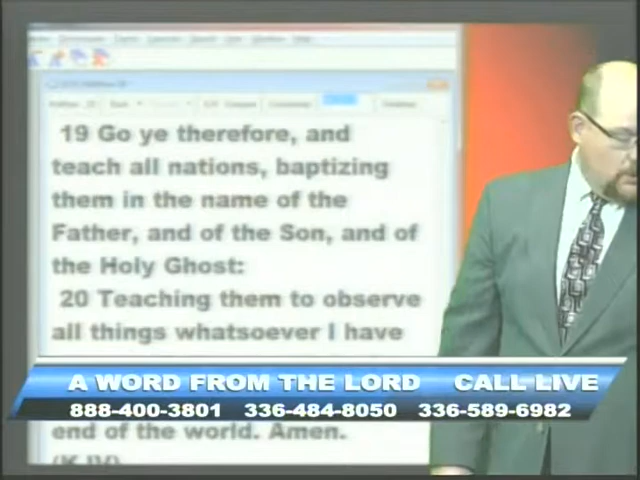 19 Go ye therefore, and
teach all nations, baptizing
them in the name of the
Father, and of the Son, and of
the Holy Ghost:
20 Teaching them to observe
all things whatsoever I have
A WORD FROM THE LORD CALL LIVE
888-400-3801 336-484-8050 336-589-6982
end of the world. Amen.
(KJV)